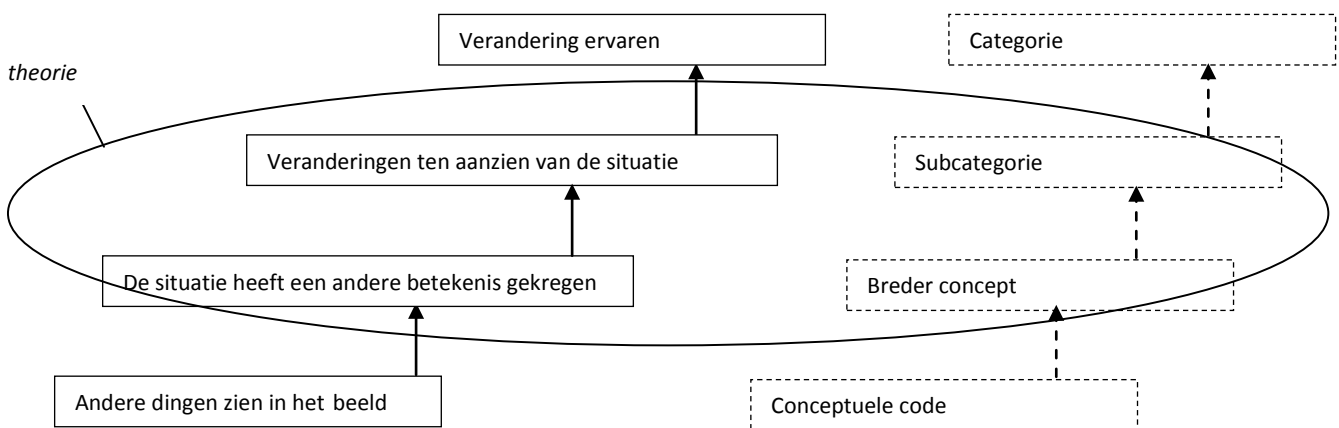 Verandering ervaren
Categorie
theorie
Veranderingen ten aanzien van de situatie
Subcategorie
De situatie heeft een andere betekenis gekregen
Breder concept
Andere dingen zien in het beeld
Conceptuele code